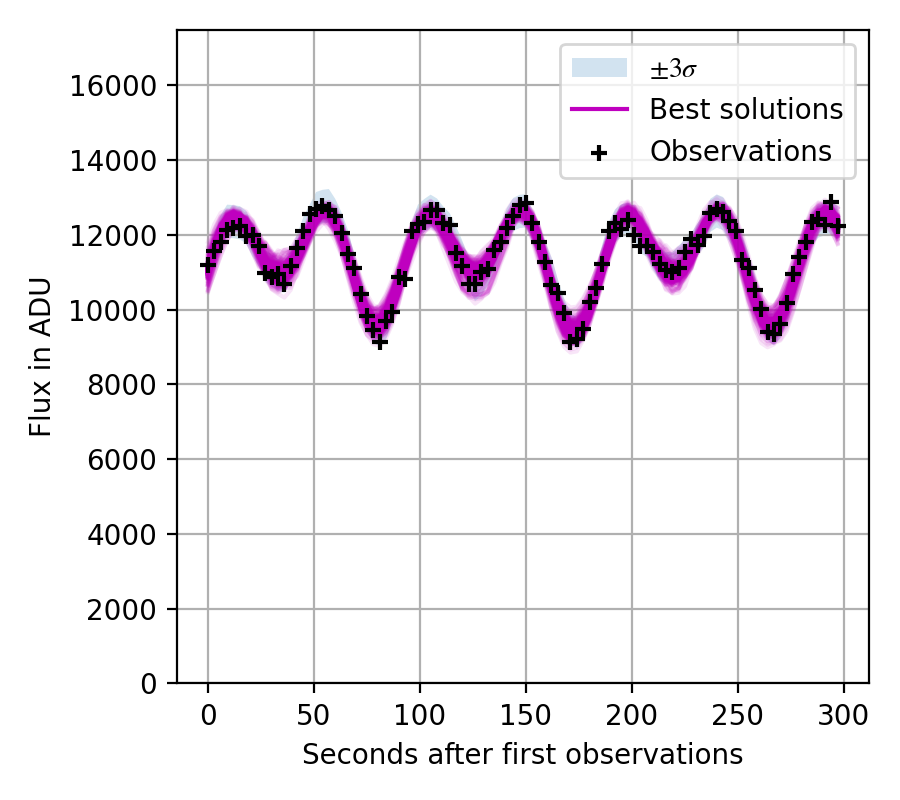 ±3σ
Best solutions
Observations
16000
14000
12000
10000
8000
6000
4000
2000
0
Flux in ADU
0 50 100 150 200 250 300
Seconds after first observations